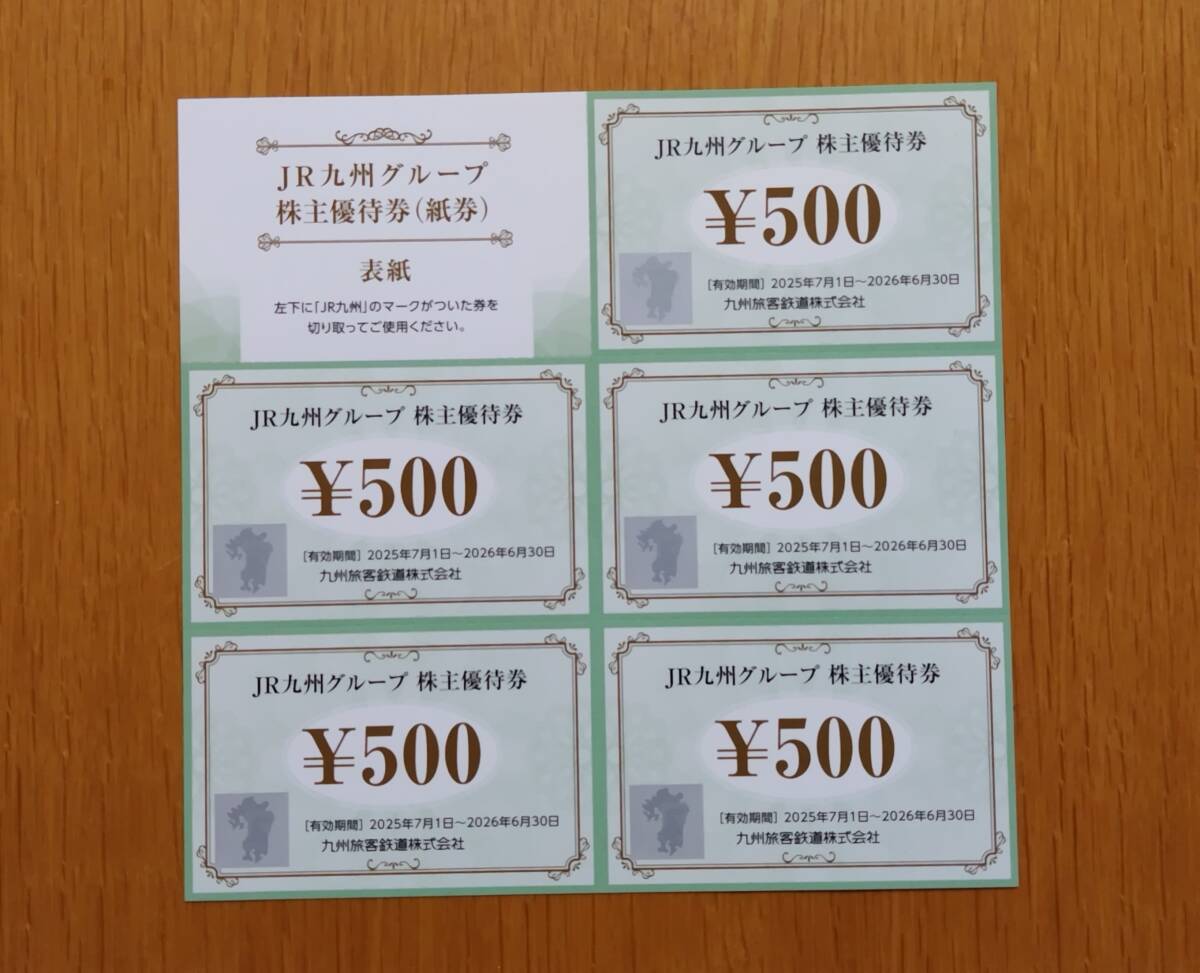 JR九州グループ
株主優待券(紙券)
表紙
左下に「JR九州」のマークがついた券を
切り取ってご使用ください。
JR九州グループ 株主優待券
¥500
[有効期間] 2025年7月1日~2026年6月30日
九州旅客鉄道株式会社
JR九州グループ 株主優待券
¥500
[有効期間] 2025年7月1日~2026年6月30日
九州旅客鉄道株式会社
JR九州グループ 株主優待券
¥500
[有効期間] 2025年7月1日~2026年6月30日
九州旅客鉄道株式会社
JR九州グループ 株主優待券
¥500
[有効期間] 2025年7月1日~2026年6月30日
九州旅客鉄道株式会社
JR九州グループ 株主優待券
¥500
[有効期間] 2025年7月1日~2026年6月30日
九州旅客鉄道株式会社